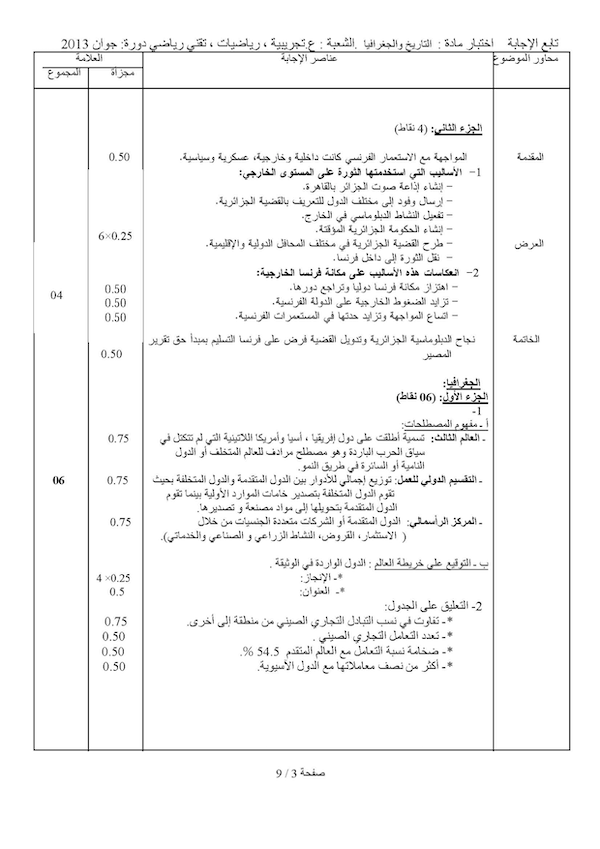 تابع الإجابة اختبار مادة : التاريخ والجغرافيا .الشعبة : ع.تجريبية ، رياضيات ، تقني رياضي دورة: جوان 2013
محاور الموضوع عناصر الإجابة العلامة
مجزأة المجموع
الجزء الثاني: (4 نقاط)
المقدمة المواجهة مع الاستعمار الفرنسي كانت داخلية وخارجية، عسكرية وسياسية. 0.50
1- الأساليب التي استخدمتها الثورة على المستوى الخارجي:
– إنشاء إذاعة صوت الجزائر بالقاهرة.
– إرسال وفود إلى مختلف الدول للتعريف بالقضية الجزائرية.
– تفعيل النشاط الدبلوماسي في الخارج.
– إنشاء الحكومة الجزائرية المؤقتة. 6×0.25
العرض – طرح القضية الجزائرية في مختلف المحافل الدولية والإقليمية.
– نقل الثورة إلى داخل فرنسا.
2- انعكاسات هذه الأساليب على مكانة فرنسا الخارجية:
– اهتزاز مكانة فرنسا دوليا وتراجع دورها. 0.50 04
– تزايد الضغوط الخارجية على الدولة الفرنسية. 0.50
– اتساع المواجهة وتزايد حدتها في المستعمرات الفرنسية. 0.50
الخاتمة نجاح الدبلوماسية الجزائرية وتدويل القضية فرض على فرنسا التسليم بمبدأ حق تقرير
المصير 0.50
الجغرافيا:
الجزء الأول: (06 نقاط)
1-
أ ـ مفهوم المصطلحات:
ـ العالم الثالث: تسمية أطلقت على دول إفريقيا ، أسيا وأمريكا اللاتينية التي لم تتكتل في 0.75
سياق الحرب الباردة وهو مصطلح مرادف للعالم المتخلف أو الدول
النامية أو السائرة في طريق النمو.
ـ التقسيم الدولي للعمل: توزيع إجمالي للأدوار بين الدول المتقدمة والدول المتخلفة بحيث 0.75 06
تقوم الدول المتخلفة بتصدير خامات الموارد الأولية بينما تقوم
الدول المتقدمة بتحويلها إلى مواد مصنعة و تصديرها.
ـ المركز الرأسمالي: الدول المتقدمة أو الشركات متعددة الجنسيات من خلال 0.75
( الاستثمار، القروض، النشاط الزراعي و الصناعي والخدماتي).
ب ـ التوقيع على خريطة العالم : الدول الواردة في الوثيقة .
*- الإنجاز: 4 ×0.25
*- العنوان: 0.5
2- التعليق على الجدول:
*- تفاوت في نسب التبادل التجاري الصيني من منطقة إلى أخرى. 0.75
*- تعدد التعامل التجاري الصيني . 0.50
*- ضخامة نسبة التعامل مع العالم المتقدم 54.5 %. 0.50
*- أكثر من نصف معاملاتها مع الدول الآسيوية. 0.50
صفحة 3 / 9